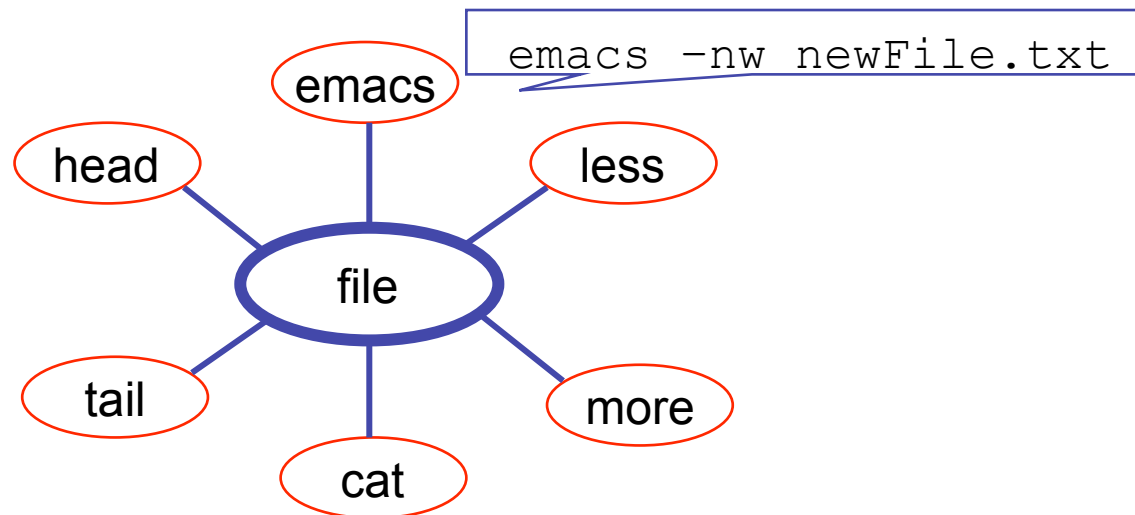 emacs –nw newFile.txt
emacs
head
less
file
tail
more
cat